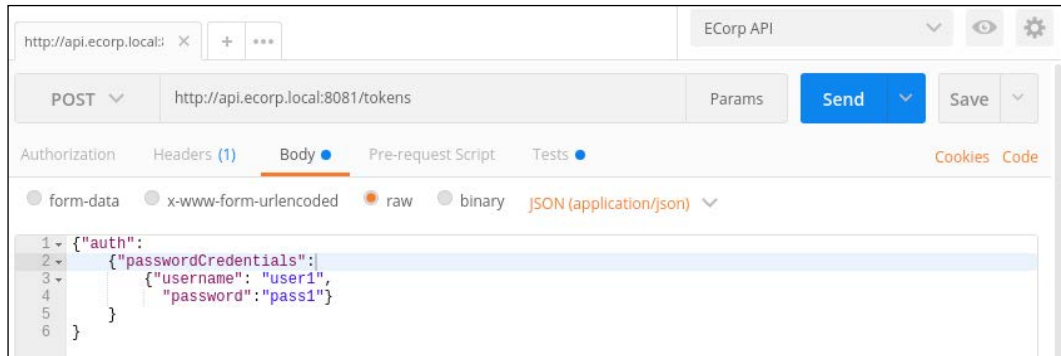 http://api.ecorp.local:8 ECorp API
POST http://api.ecorp.local:8081/tokens Params Send Save
Authorization Headers (1) Body Pre-request Script Tests Cookies Code
form-data x-www-form-urlencoded raw binary JSON (application/json)
1 {"auth":
2 {"passwordCredentials":
3 {"username": "user1",
4 "password":"pass1"}
5 }
6 }